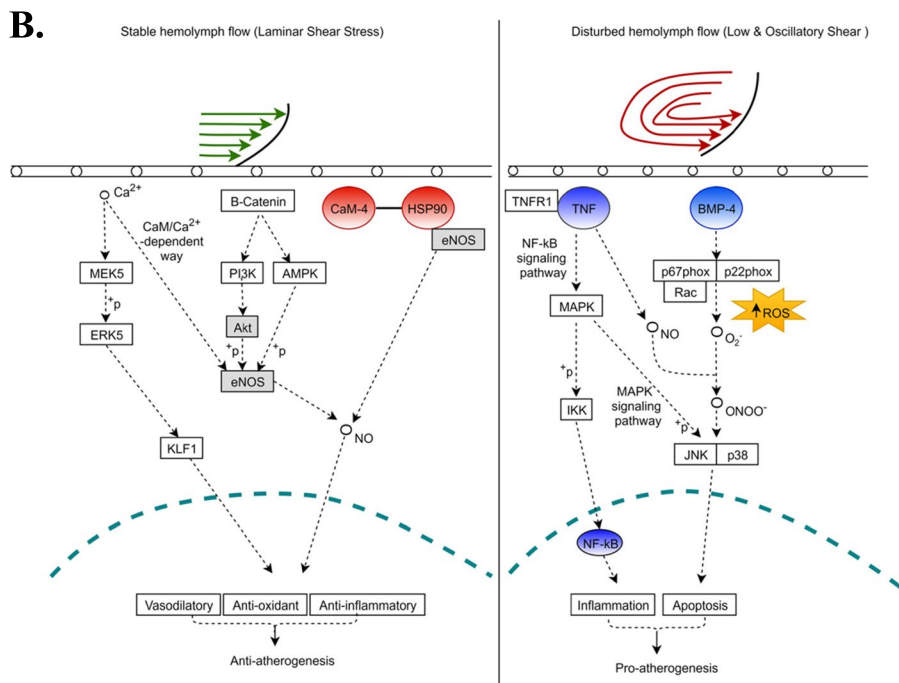 B.
Stable hemolymph flow (Laminar Shear Stress)
Ca2+
CaM/Ca2+
-dependent
way
MEK5
+p
ERK5
KLF1
B-Catenin
PI3K
AMPK
Akt
+p
+p
eNOS
CaM-4
HSP90
eNOS
NO
Vasodilatory
Anti-oxidant
Anti-inflammatory
Anti-atherogenesis
Disturbed hemolymph flow (Low & Oscillatory Shear )
TNFR1
TNF
BMP-4
NF-kB
signaling
pathway
p67phox
p22phox
Rac
ROS
MAPK
NO
O2-
+p
MAPK
signaling
pathway
IKK
ONOO-
+p
JNK
p38
NF-kB
Inflammation
Apoptosis
Pro-atherogenesis